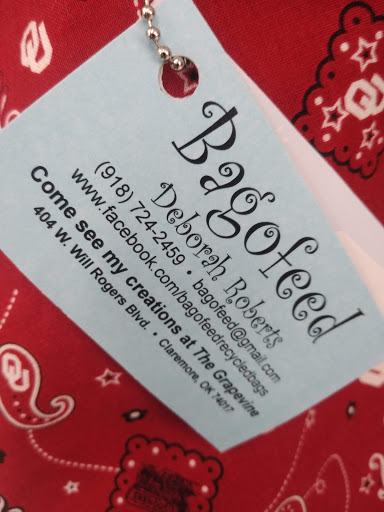 Bagofeed
Deborah Roberts
(918) 724-2459 • bagofeed@gmail.com
www.facebook.com/bagofeedrecycledbags
Come see my creations at The Grapevine
404 W. Will Rogers Blvd. • Claremore, OK 74017